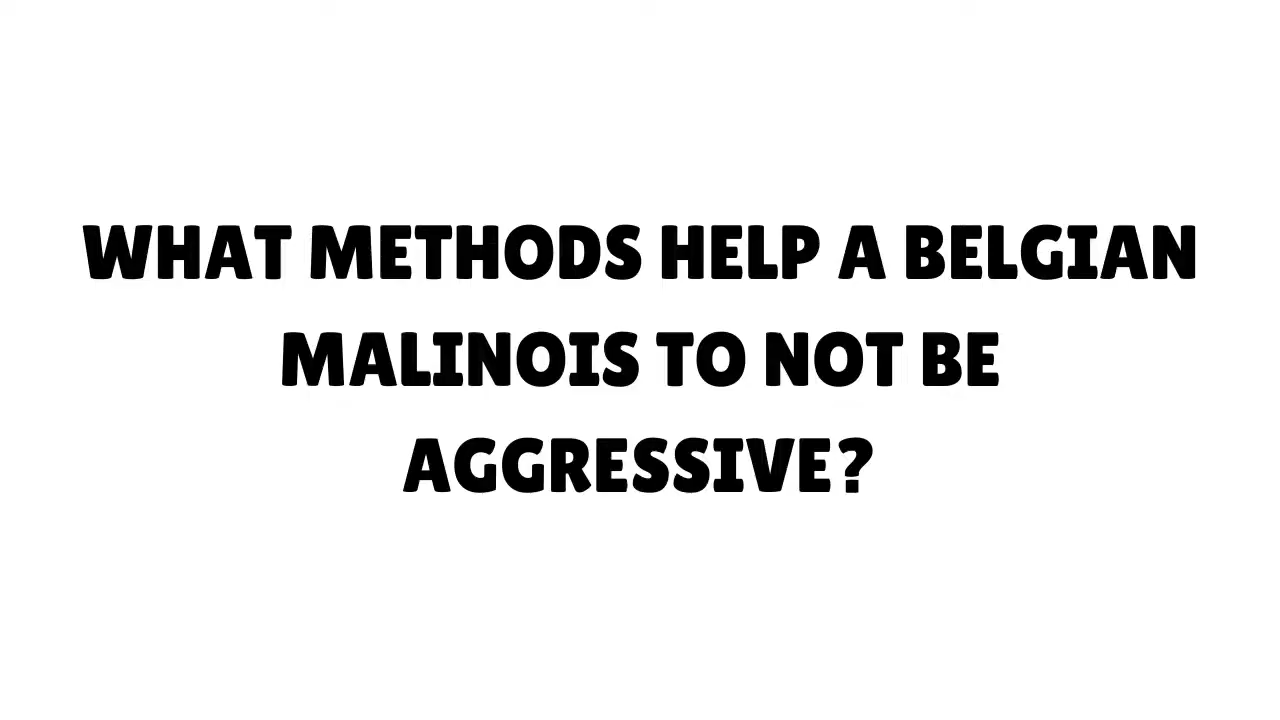 WHAT METHODS HELP A BELGIAN
MALINOIS TO NOT BE
AGGRESSIVE?